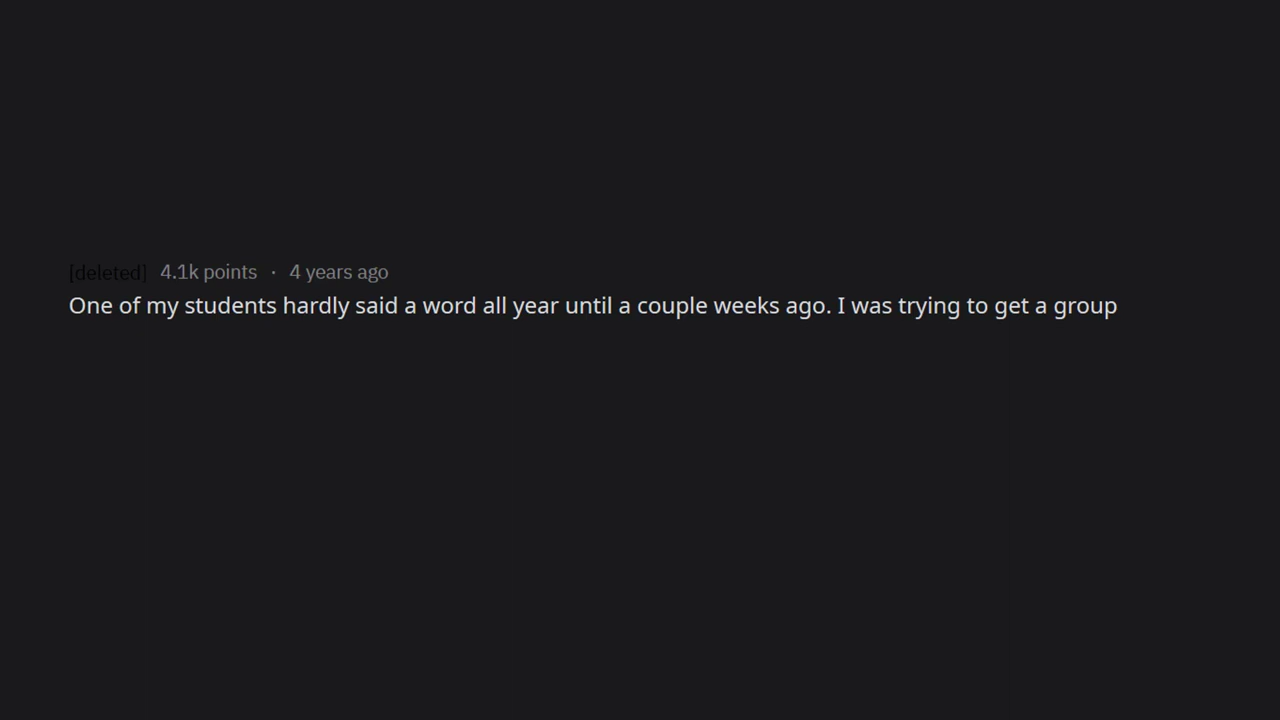 [deleted] 4.1k points · 4 years ago
One of my students hardly said a word all year until a couple weeks ago. I was trying to get a group